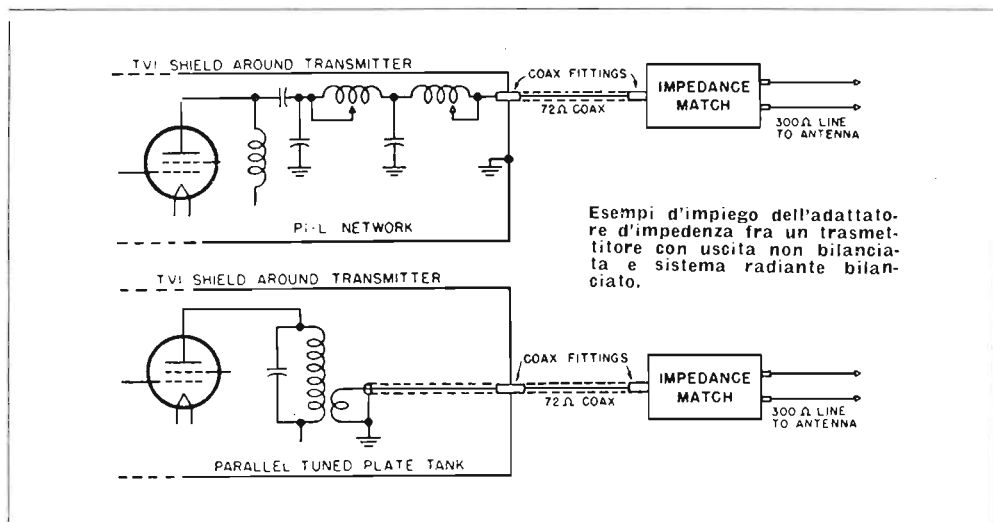 TVI SHIELD AROUND TRANSMITTER
COAX FITTINGS
72Ω COAX
IMPEDANCE
MATCH
300Ω LINE
TO ANTENNA
PI-L NETWORK
Esempi d'impiego dell'adattato-
re d'impedenza fra un trasmet-
titore con uscita non bilancia-
ta e sistema radiante bilan-
ciato.
TVI SHIELD AROUND TRANSMITTER
COAX FITTINGS
72Ω COAX
IMPEDANCE
MATCH
300Ω LINE
TO ANTENNA
PARALLEL TUNED PLATE TANK